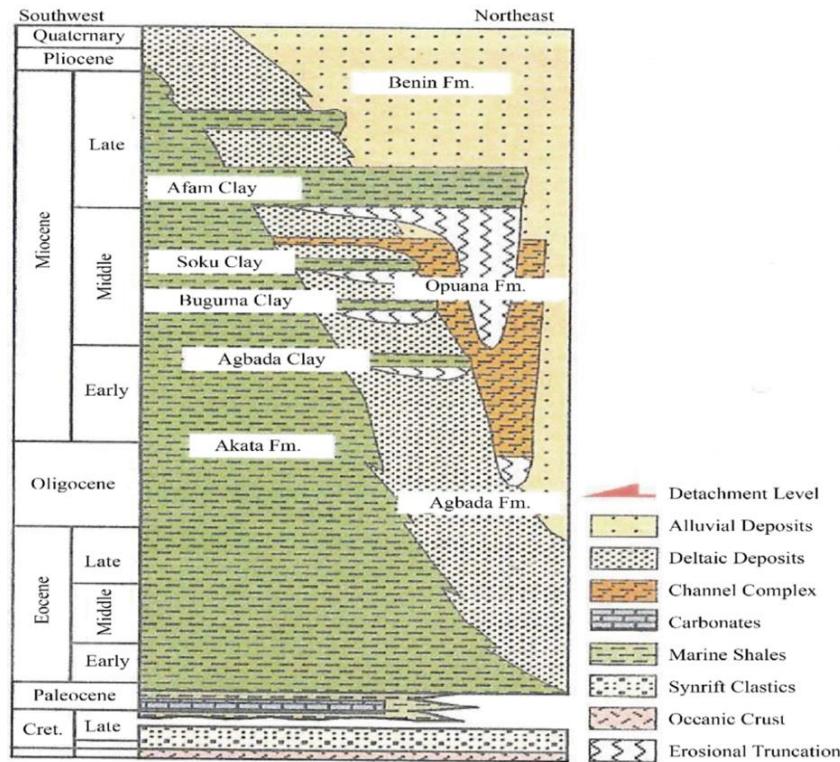 Southwest
Northeast
Quaternary
Pliocene
Benin Fm.
Late
Afam Clay
Miocene
Middle
Soku Clay
Opuana Fm.
Buguma Clay
Agbada Clay
Early
Akata Fm.
Oligocene
Agbada Fm.
Late
Eocene
Middle
Early
Paleocene
Cret.
Late
Detachment Level
Alluvial Deposits
Deltaic Deposits
Channel Complex
Carbonates
Marine Shales
Synrift Clastics
Oceanic Crust
Erosional Truncation